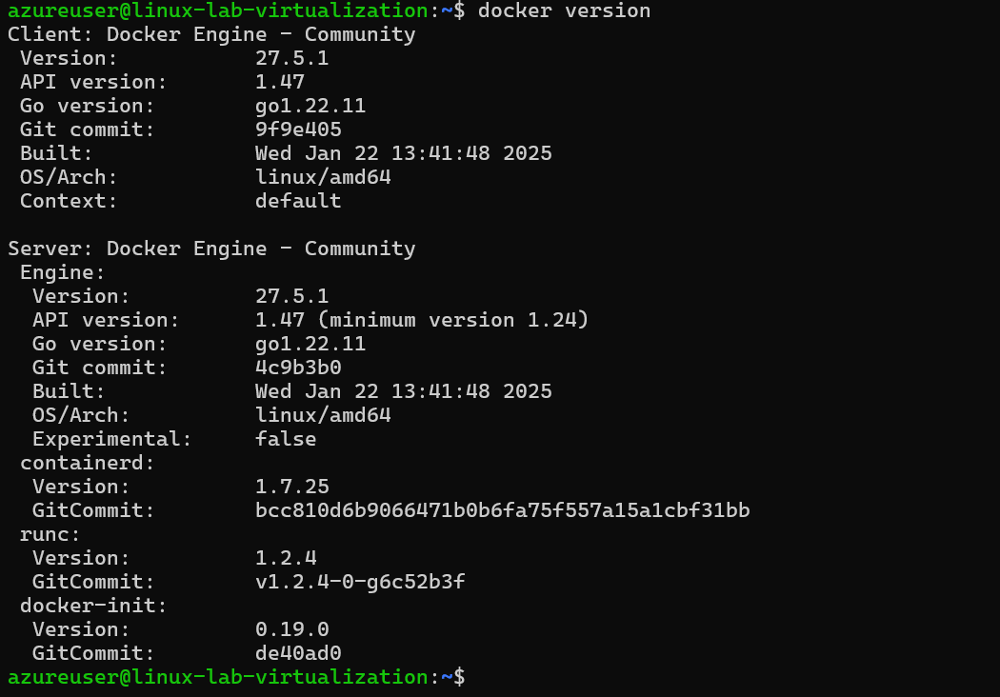 azureuser@linux-lab-virtualization:~$ docker version
Client: Docker Engine - Community
 Version:           27.5.1
 API version:       1.47
 Go version:        go1.22.11
 Git commit:        9f9e405
 Built:             Wed Jan 22 13:41:48 2025
 OS/Arch:           linux/amd64
 Context:           default

Server: Docker Engine - Community
 Engine:
  Version:          27.5.1
  API version:      1.47 (minimum version 1.24)
  Go version:       go1.22.11
  Git commit:       4c9b3b0
  Built:            Wed Jan 22 13:41:48 2025
  OS/Arch:          linux/amd64
  Experimental:     false
 containerd:
  Version:          1.7.25
  GitCommit:        bcc810d6b9066471b0b6fa75f557a15a1cbf31bb
 runc:
  Version:          1.2.4
  GitCommit:        v1.2.4-0-g6c52b3f
 docker-init:
  Version:          0.19.0
  GitCommit:        de40ad0
azureuser@linux-lab-virtualization:~$